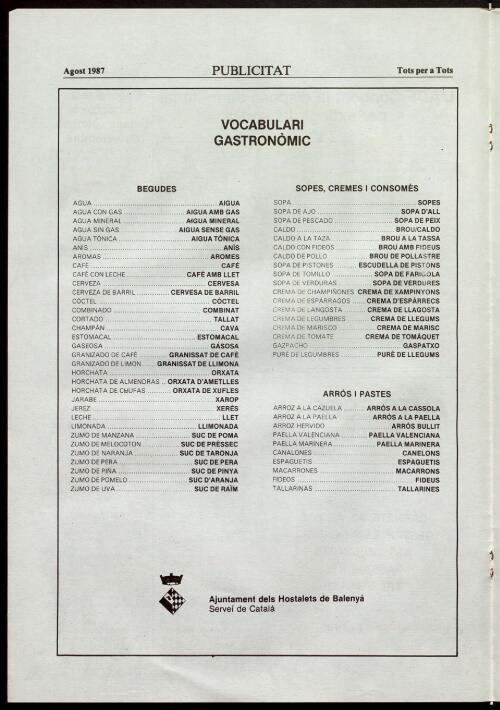 Agost 1987
PUBLICITAT
Tots per a Tots
VOCABULARI
GASTRONÒMIC
BEGUDES
AGUA ... AIGUA
AGUA CON GAS ... AIGUA AMB GAS
AGUA MINERAL ... AIGUA MINERAL
AGUA SIN GAS ... AIGUA SENSE GAS
AGUA TÓNICA ... AIGUA TÒNICA
ANÍS ... ANÍS
AROMAS ... AROMES
CAFÉ ... CAFÈ
CAFÉ CON LECHE ... CAFÈ AMB LLET
CERVEZA ... CERVESA
CERVEZA DE BARRIL ... CERVESA DE BARRIL
CÓCTEL ... CÒCTEL
COMBINADO ... COMBINAT
CORTADO ... TALLAT
CHAMPÁN ... CAVA
ESTOMACAL ... ESTOMACAL
GASEOSA ... GASOSA
GRANIZADO DE CAFÉ ... GRANISSAT DE CAFÈ
GRANIZADO DE LIMON ... GRANISSAT DE LLIMONA
HORCHATA ... ORXATA
HORCHATA DE ALMENDRAS .. ORXATA D'AMETLLES
HORCHATA DE CHUFAS ... ORXATA DE XUFLES
JARABE ... XAROP
JEREZ ... XERÈS
LECHE ... LLET
LIMONADA ... LLIMONADA
ZUMO DE MANZANA ... SUC DE POMA
ZUMO DE MELOCOTON ... SUC DE PRÉSSEC
ZUMO DE NARANJA ... SUC DE TARONJA
ZUMO DE PERA ... SUC DE PERA
ZUMO DE PIÑA ... SUC DE PINYA
ZUMO DE POMELO ... SUC D'ARANJA
ZUMO DE UVA ... SUC DE RAÏM
SOPES, CREMES I CONSOMÈS
SOPA ... SOPES
SOPA DE AJO ... SOPA D'ALL
SOPA DE PESCADO ... SOPA DE PEIX
CALDO ... BROU/CALDO
CALDO A LA TAZA ... BROU A LA TASSA
CALDO CON FIDEOS ... BROU AMB FIDEUS
CALDO DE POLLO ... BROU DE POLLASTRE
SOPA DE PISTONES ... ESCUDELLA DE PISTONS
SOPA DE TOMILLO ... SOPA DE FARIGOLA
SOPA DE VERDURAS ... SOPA DE VERDURES
CREMA DE CHAMPIÑONES CREMA DE XAMPINYONS
CREMA DE ESPARRAGOS ... CREMA D'ESPÀRRECS
CREMA DE LANGOSTA ... CREMA DE LLAGOSTA
CREMA DE LEGUMBRES ... CREMA DE LLEGUMS
CREMA DE MARISCO ... CREMA DE MARISC
CREMA DE TOMATE ... CREMA DE TOMÀQUET
GAZPACHO ... GASPATXO
PURÉ DE LEGUMBRES ... PURÉ DE LLEGUMS
ARRÒS I PASTES
ARROZ A LA CAZUELA ... ARRÒS A LA CASSOLA
ARROZ A LA PAELLA ... ARRÒS A LA PAELLA
ARROZ HERVIDO ... ARRÒS BULLIT
PAELLA VALENCIANA ... PAELLA VALENCIANA
PAELLA MARINERA ... PAELLA MARINERA
CANALONES ... CANELONS
ESPAGUETIS ... ESPAGUETIS
MACARRONES ... MACARRONS
FIDEOS ... FIDEUS
TALLARINAS ... TALLARINES
Ajuntament dels Hostalets de Balenyà
Servei de Català